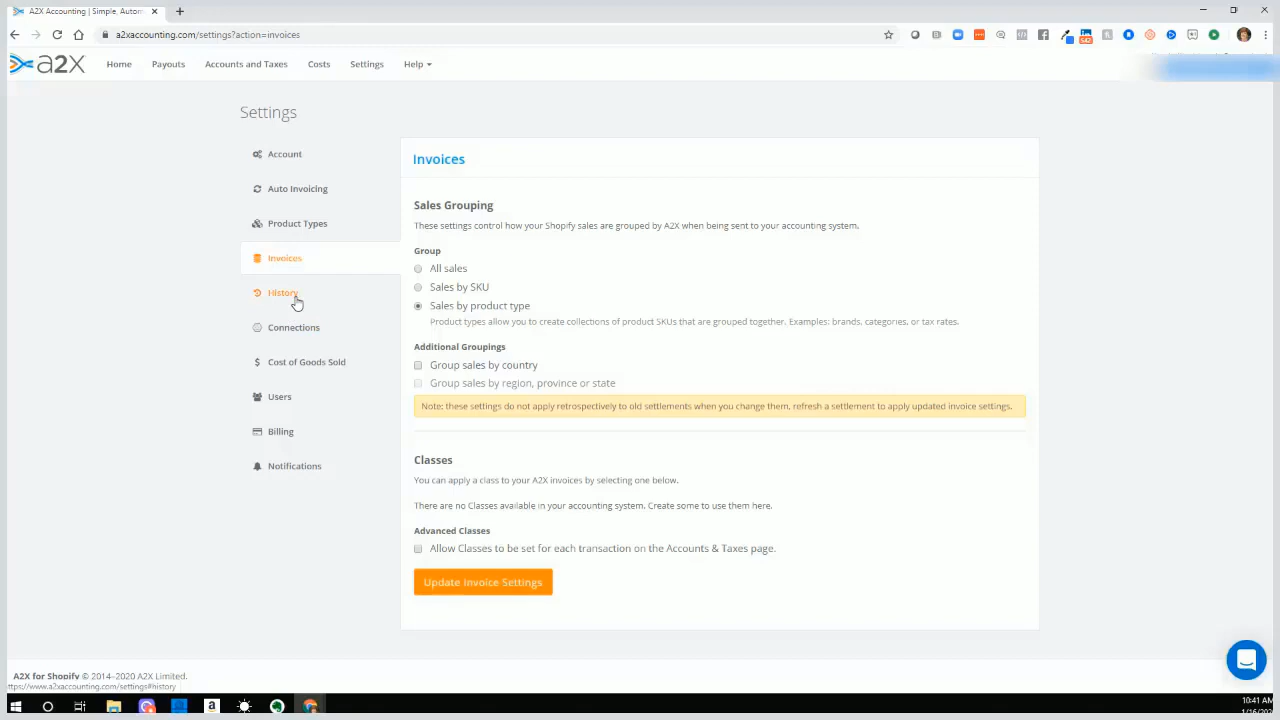 A2X Accounting | Simple, Autom
a2xaccounting.com/settings?action=invoices
542
a2x
Home
Payouts
Accounts and Taxes
Costs
Settings
Help
Settings
Account
Auto Invoicing
Product Types
Invoices
History
Connections
Cost of Goods Sold
Users
Billing
Notifications
Invoices
Sales Grouping
These settings control how your Shopify sales are grouped by A2X when being sent to your accounting system.
Group
All sales
Sales by SKU
Sales by product type
Product types allow you to create collections of product SKUs that are grouped together. Examples: brands, categories, or tax rates.
Additional Groupings
Group sales by country
Group sales by region, province or state
Note: these settings do not apply retrospectively to old settlements when you change them, refresh a settlement to apply updated invoice settings.
Classes
You can apply a class to your A2X invoices by selecting one below.
There are no Classes available in your accounting system. Create some to use them here.
Advanced Classes
Allow Classes to be set for each transaction on the Accounts & Taxes page.
Update Invoice Settings
A2X for Shopify © 2014–2020 A2X Limited.
ttps://www.a2xaccounting.com/settings#history
10:41 AM